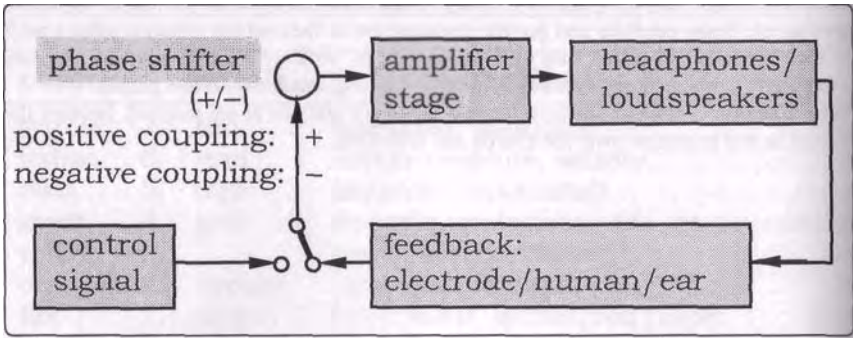 phase shifter
(+/−)
positive coupling: +
negative coupling: −
amplifier
stage
headphones/
loudspeakers
control
signal
feedback:
electrode/human/ear